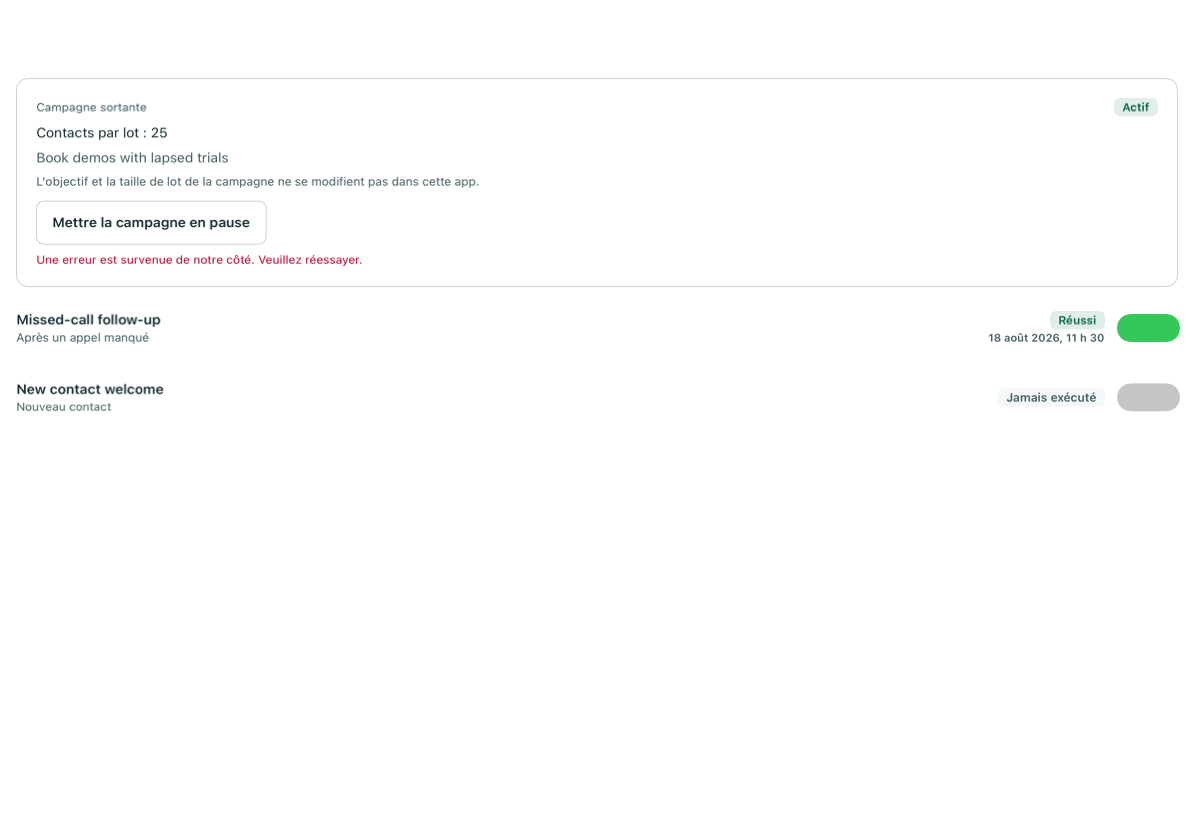 Campagne sortante
Actif
Contacts par lot : 25
Book demos with lapsed trials
L'objectif et la taille de lot de la campagne ne se modifient pas dans cette app.
Mettre la campagne en pause
Une erreur est survenue de notre côté. Veuillez réessayer.
Missed-call follow-up
Après un appel manqué
Réussi
18 août 2026, 11 h 30
New contact welcome
Nouveau contact
Jamais exécuté